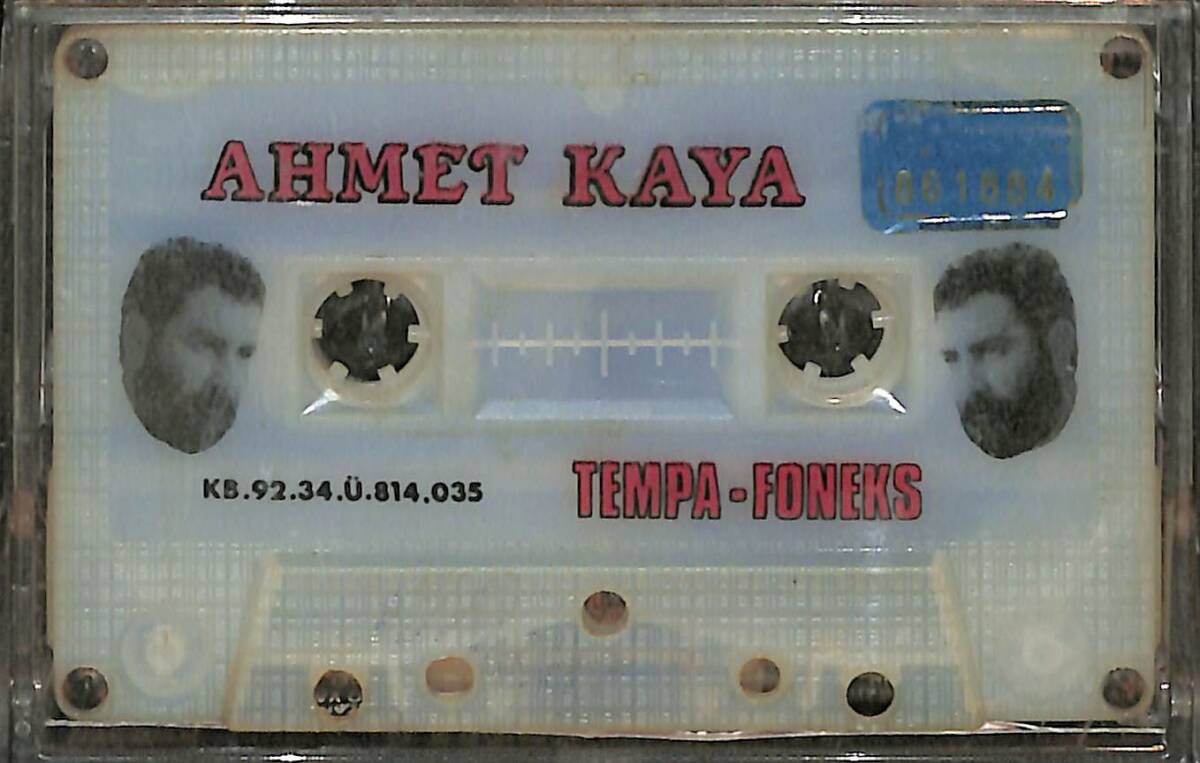 AHMET KAYA
KB.92.34.Ü.814.035
TEMPA - FONEKS